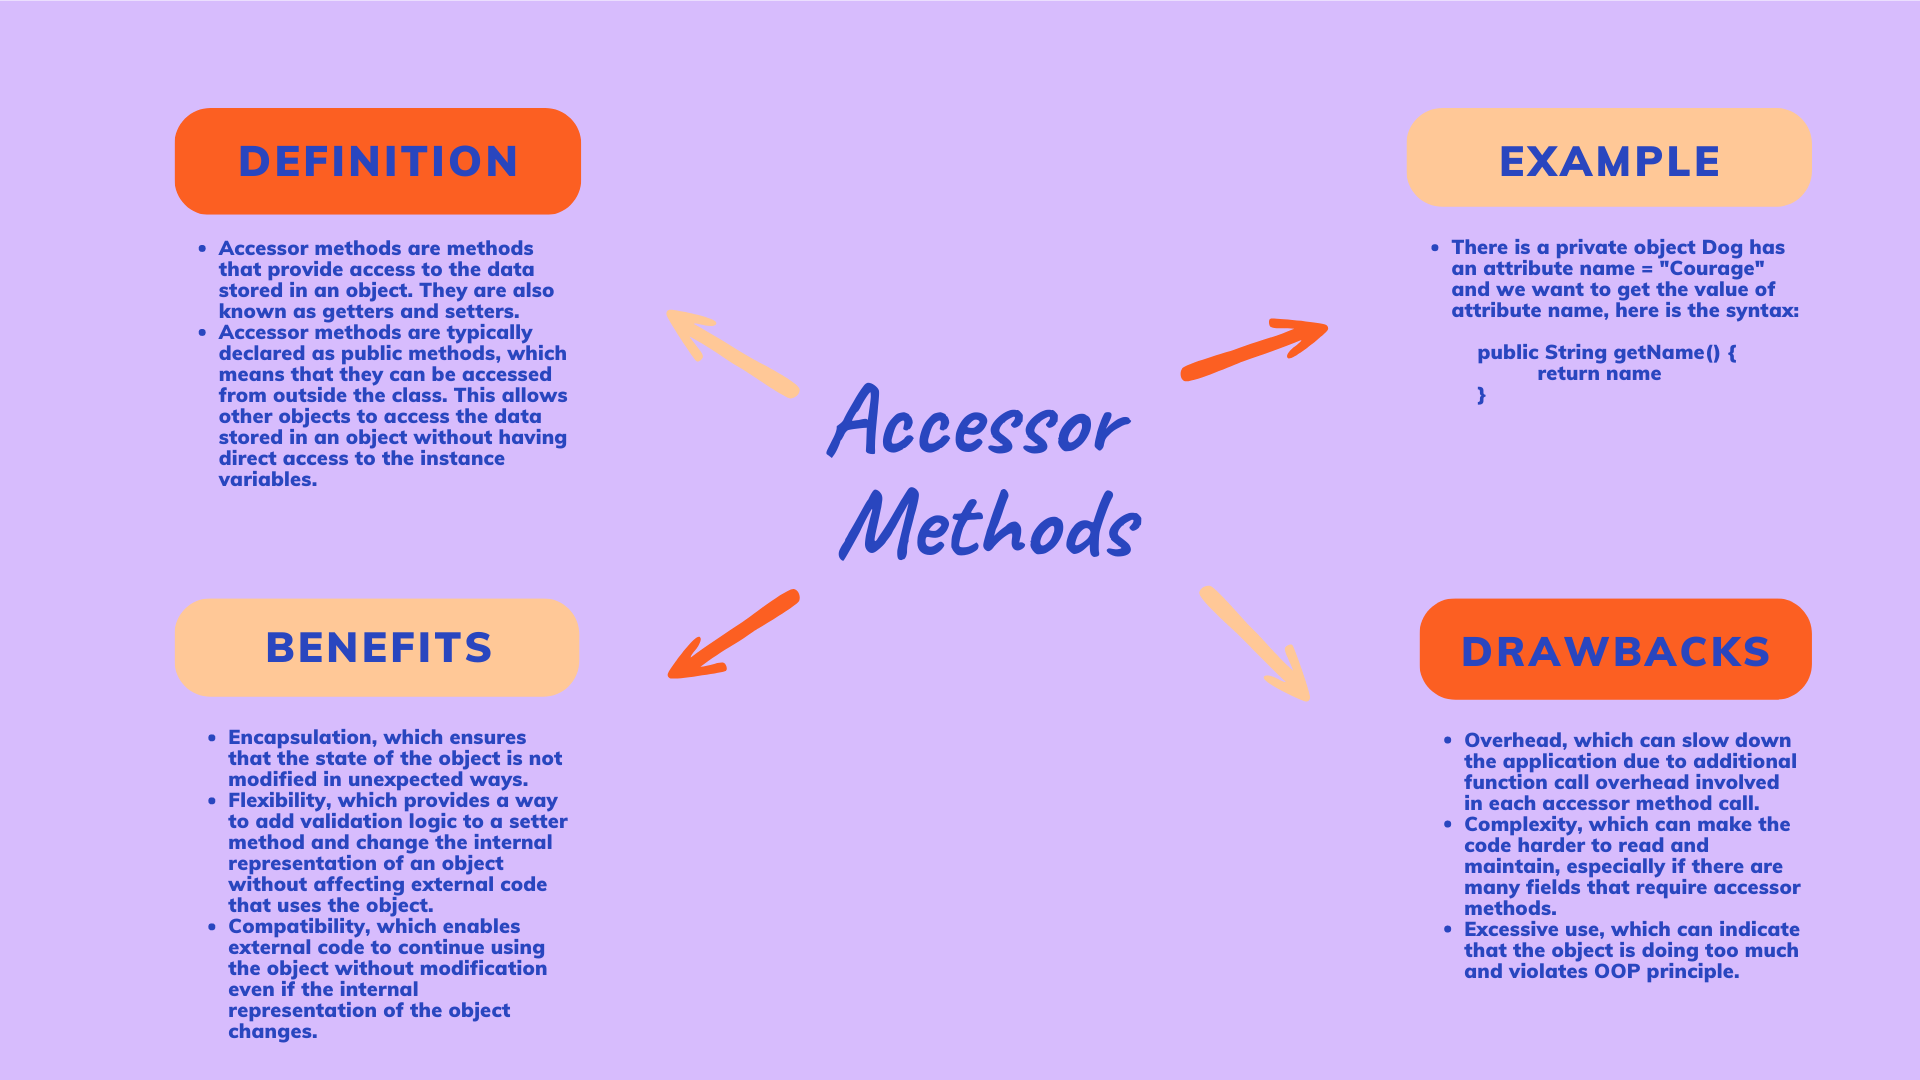 DEFINITION
Accessor methods are methods
that provide access to the data
stored in an object. They are also
known as getters and setters.
Accessor methods are typically
declared as public methods, which
means that they can be accessed
from outside the class. This allows
other objects to access the data
stored in an object without having
direct access to the instance
variables.
EXAMPLE
There is a private object Dog has
an attribute name = "Courage"
and we want to get the value of
attribute name, here is the syntax:
public String getName() {
return name
}
Accessor
Methods
BENEFITS
Encapsulation, which ensures
that the state of the object is not
modified in unexpected ways.
Flexibility, which provides a way
to add validation logic to a setter
method and change the internal
representation of an object
without affecting external code
that uses the object.
Compatibility, which enables
external code to continue using
the object without modification
even if the internal
representation of the object
changes.
DRAWBACKS
Overhead, which can slow down
the application due to additional
function call overhead involved
in each accessor method call.
Complexity, which can make the
code harder to read and
maintain, especially if there are
many fields that require accessor
methods.
Excessive use, which can indicate
that the object is doing too much
and violates OOP principle.